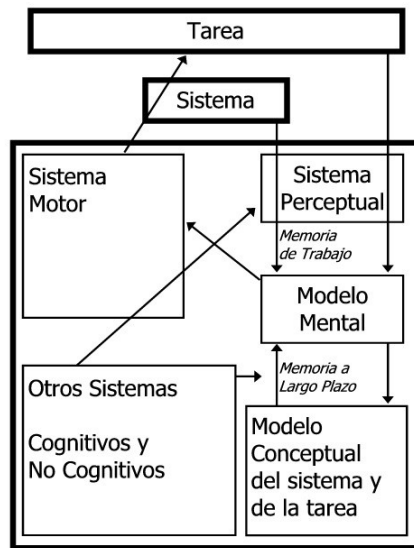 Tarea
Sistema
Sistema
Motor
Sistema
Perceptual
Memoria
de Trabajo
Modelo
Mental
Otros Sistemas
Cognitivos y
No Cognitivos
Memoria a
Largo Plazo
Modelo
Conceptual
del sistema y
de la tarea